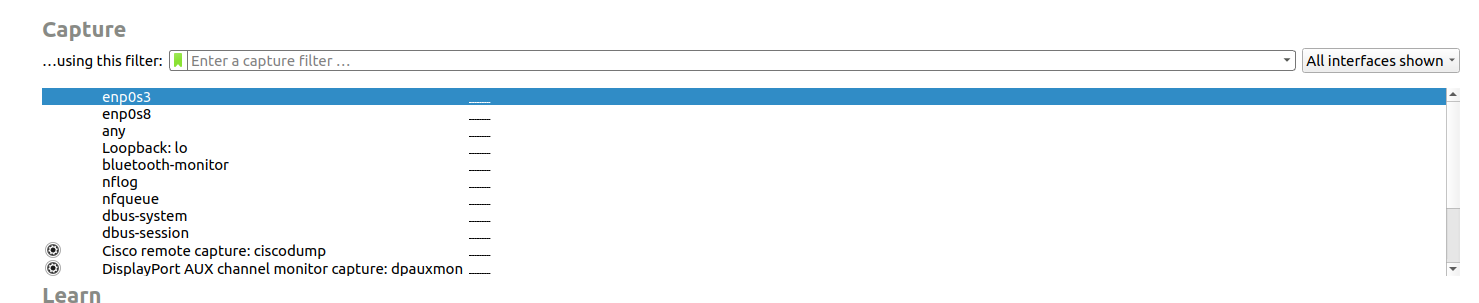 Capture
...using this filter: Enter a capture filter ... All interfaces shown
enp0s3
enp0s8
any
Loopback: lo
bluetooth-monitor
nflog
nfqueue
dbus-system
dbus-session
Cisco remote capture: ciscodump
DisplayPort AUX channel monitor capture: dpauxmon
Learn